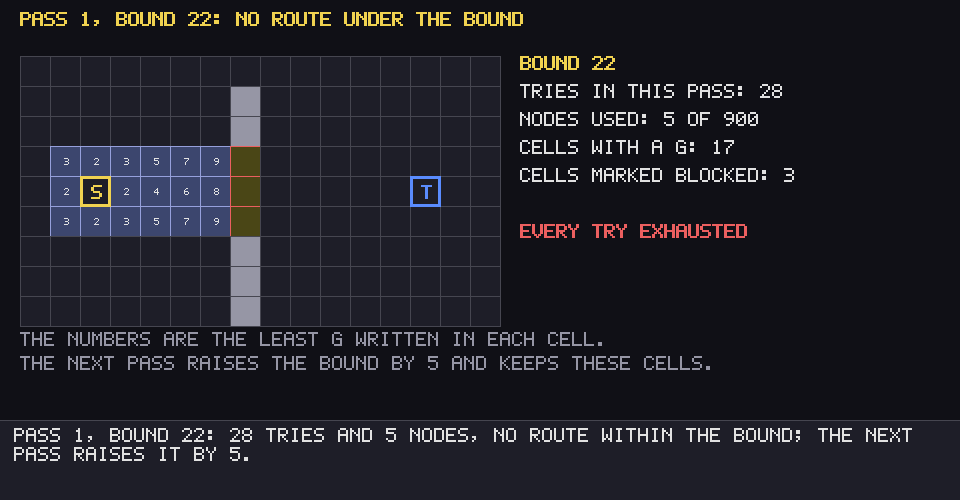 PASS 1, BOUND 22: NO ROUTE UNDER THE BOUND
BOUND 22
TRIES IN THIS PASS: 28
NODES USED: 5 OF 900
CELLS WITH A G: 17
CELLS MARKED BLOCKED: 3
EVERY TRY EXHAUSTED
3 2 3 5 7 9
2 S 2 4 6 8 T
3 2 3 5 7 9
THE NUMBERS ARE THE LEAST G WRITTEN IN EACH CELL.
THE NEXT PASS RAISES THE BOUND BY 5 AND KEEPS THESE CELLS.
PASS 1, BOUND 22: 28 TRIES AND 5 NODES, NO ROUTE WITHIN THE BOUND; THE NEXT
PASS RAISES IT BY 5.